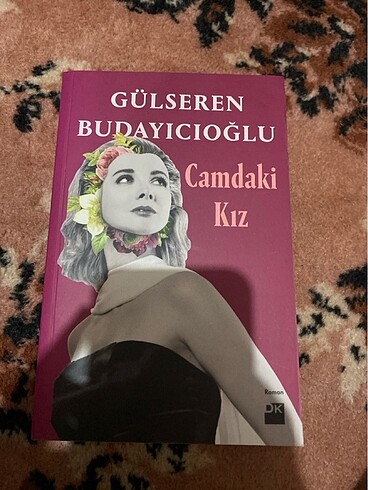 GÜLSEREN
BUDAYICIOĞLU
Camdaki
Kız
Roman
DK